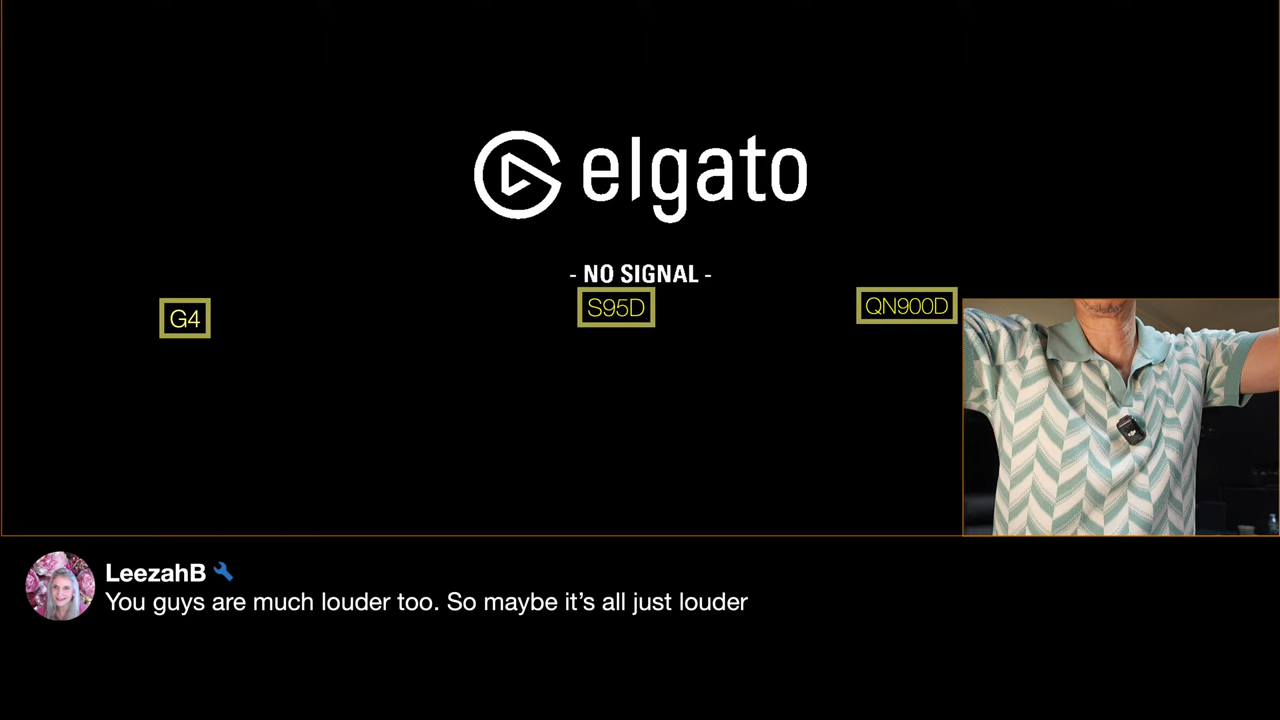 elgato
- NO SIGNAL -
G4
S95D
QN900D
LeezahB
You guys are much louder too. So maybe it’s all just louder